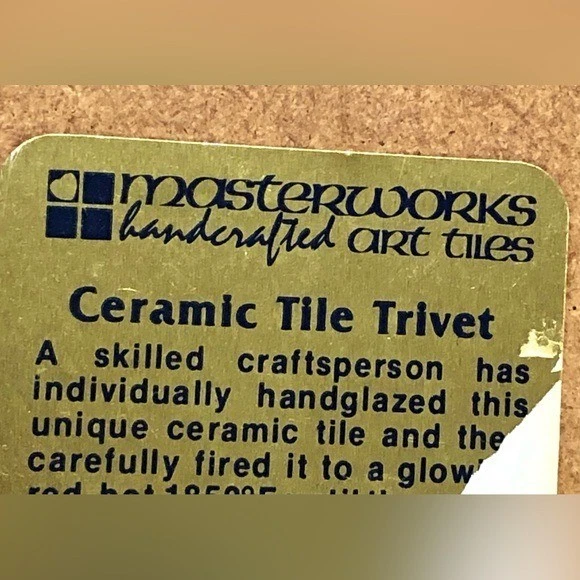 masterworks
handcrafted art tiles
Ceramic Tile Trivet
A skilled craftsperson has
individually handglazed this
unique ceramic tile and
carefully fired it to a